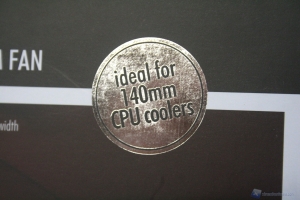 M FAN
ideal for
140mm
CPU coolers
width